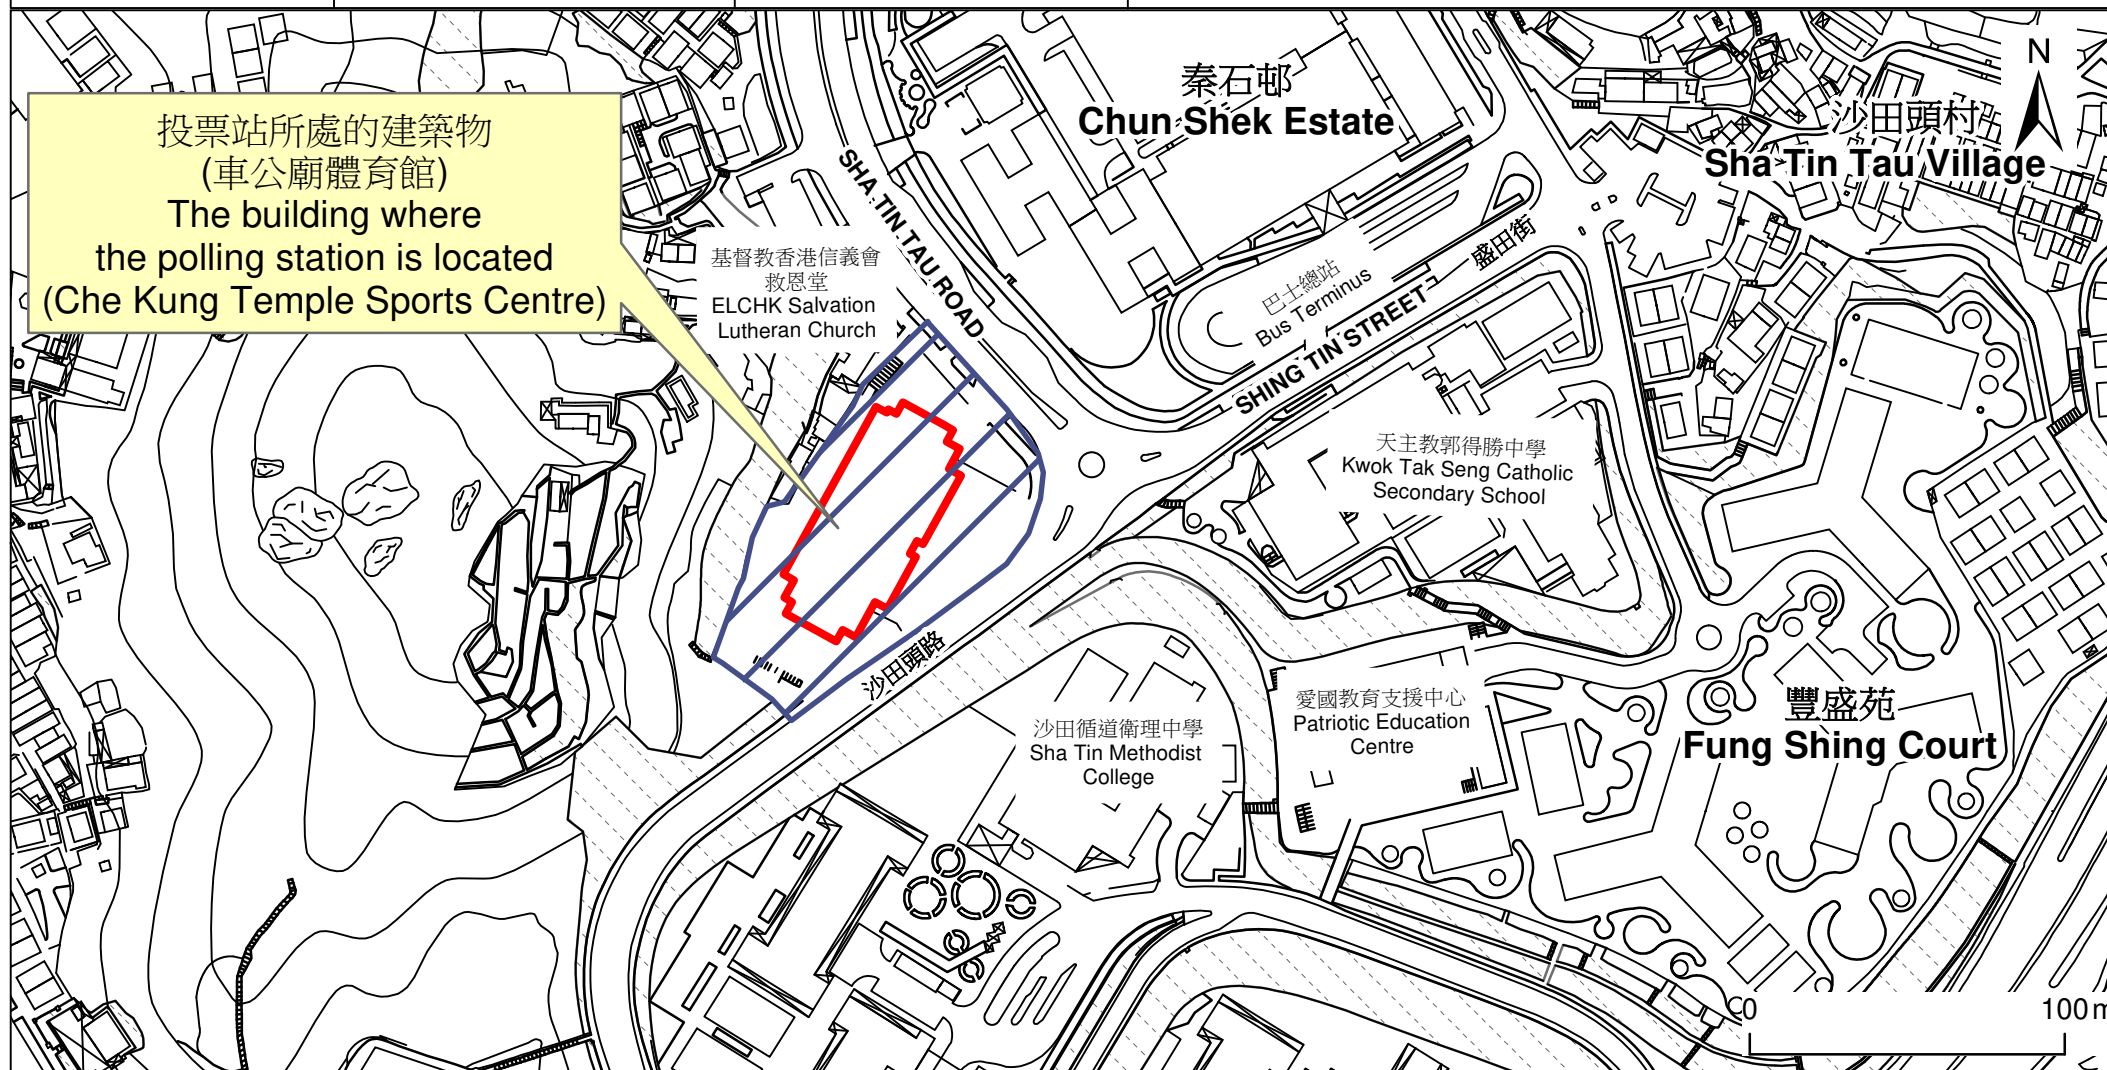 投票站所處的建築物
(車公廟體育館)
The building where
the polling station is located
(Che Kung Temple Sports Centre)
秦石邨
Chun Shek Estate
N
沙田頭村
Sha Tin Tau Village
SHA TIN TAU ROAD
基督教香港信義會
救恩堂
ELCHK Salvation
Lutheran Church
巴士總站
Bus Terminus
盛田街
SHING TIN STREET
天主教郭得勝中學
Kwok Tak Seng Catholic
Secondary School
沙田頭路
沙田循道衞理中學
Sha Tin Methodist
College
愛國教育支援中心
Patriotic Education
Centre
豐盛苑
Fung Shing Court
0
100m